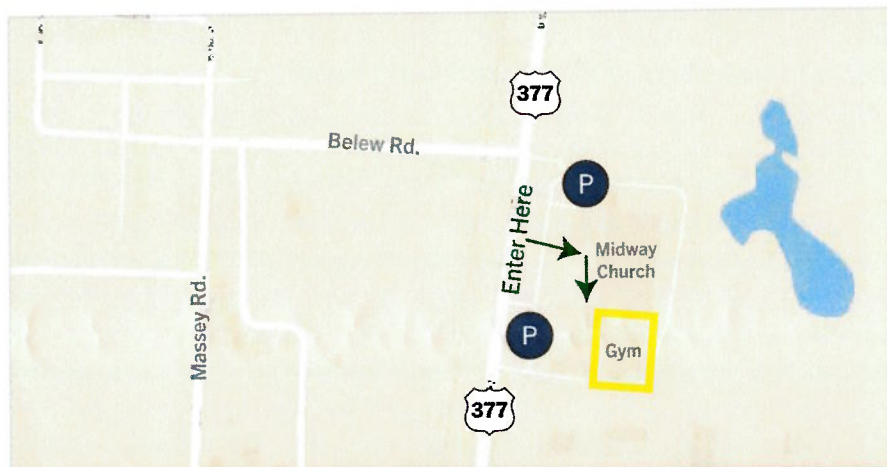 377
Belew Rd.
P
Enter Here
Midway
Church
Massey Rd.
P
Gym
377